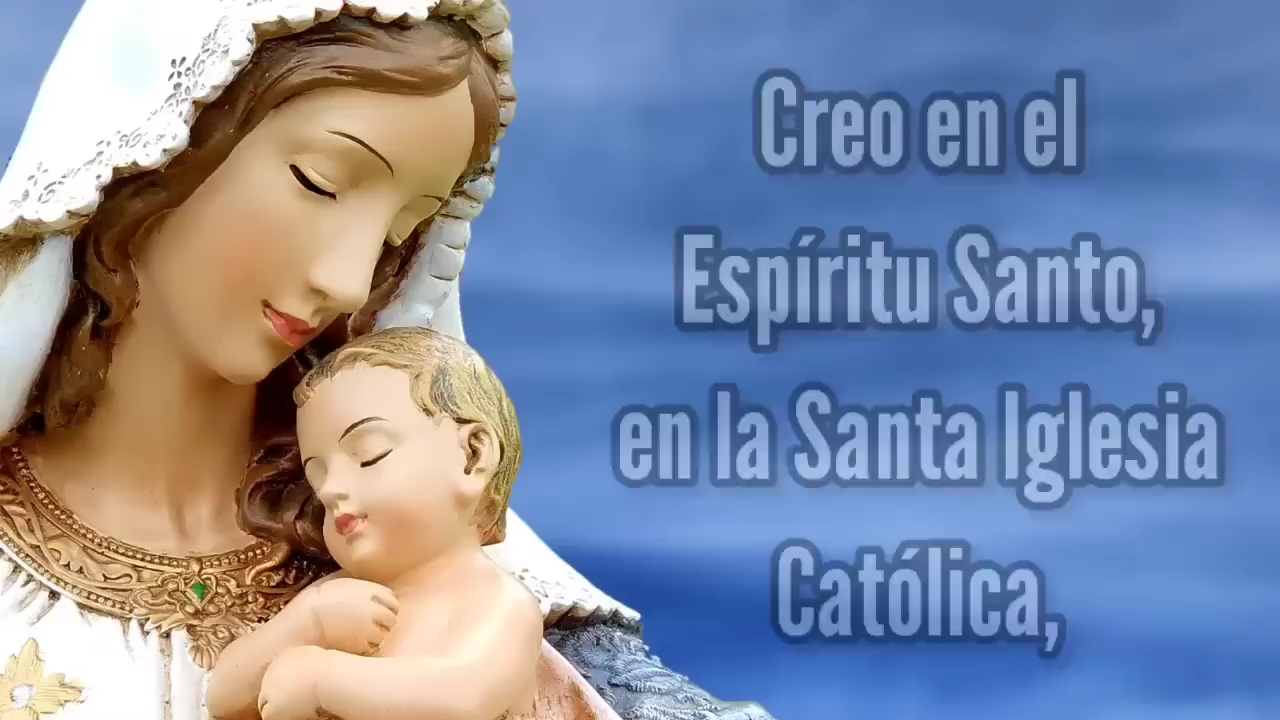 Creo en el
Espíritu Santo,
en la Santa Iglesia
Católica,